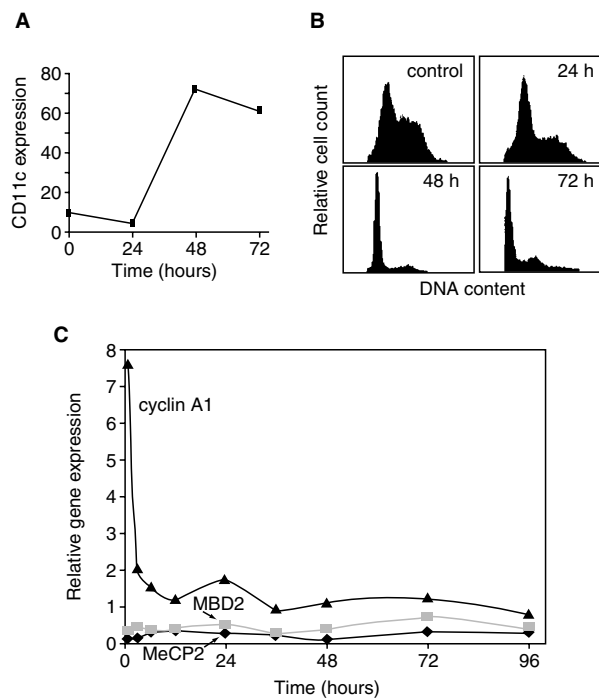 A
CD11c expression
80
60
40
20
0
0 24 48 72
Time (hours)
B
Relative cell count
control
24 h
48 h
72 h
DNA content
C
Relative gene expression
8
7
6
5
4
3
2
1
0
cyclin A1
MBD2
MeCP2
0 24 48 72 96
Time (hours)